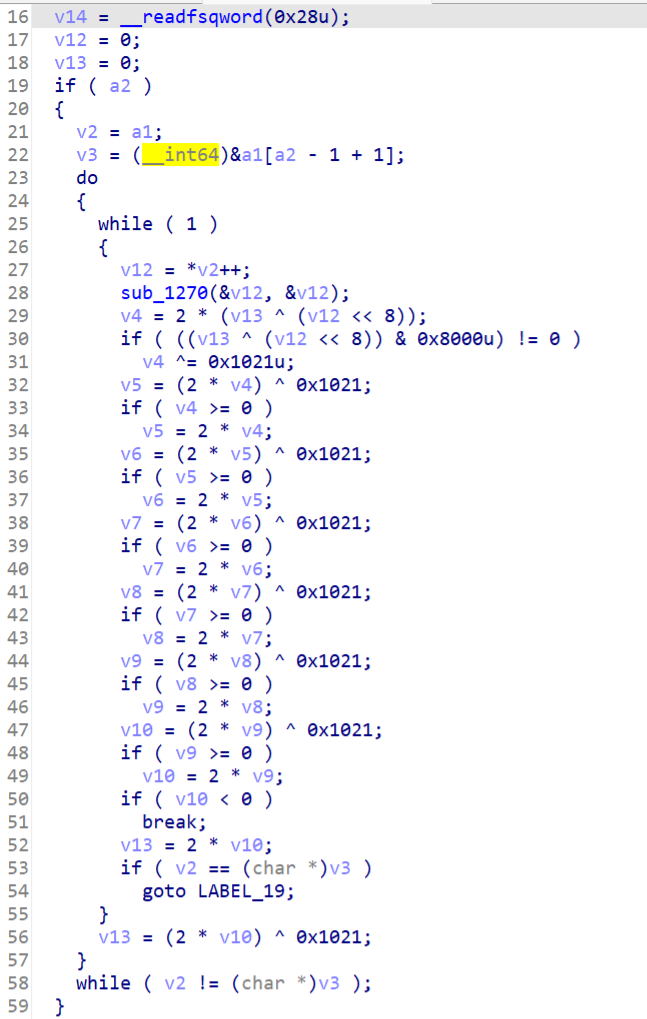 16 v14 = __readfsqword(0x28u);
17 v12 = 0;
18 v13 = 0;
19 if ( a2 )
20 {
21 v2 = a1;
22 v3 = (__int64)&a1[a2 - 1 + 1];
23 do
24 {
25 while ( 1 )
26 {
27 v12 = *v2++;
28 sub_1270(&v12, &v12);
29 v4 = 2 * (v13 ^ (v12 << 8));
30 if ( ((v13 ^ (v12 << 8)) & 0x8000u) != 0 )
31 v4 ^= 0x1021u;
32 v5 = (2 * v4) ^ 0x1021;
33 if ( v4 >= 0 )
34 v5 = 2 * v4;
35 v6 = (2 * v5) ^ 0x1021;
36 if ( v5 >= 0 )
37 v6 = 2 * v5;
38 v7 = (2 * v6) ^ 0x1021;
39 if ( v6 >= 0 )
40 v7 = 2 * v6;
41 v8 = (2 * v7) ^ 0x1021;
42 if ( v7 >= 0 )
43 v8 = 2 * v7;
44 v9 = (2 * v8) ^ 0x1021;
45 if ( v8 >= 0 )
46 v9 = 2 * v8;
47 v10 = (2 * v9) ^ 0x1021;
48 if ( v9 >= 0 )
49 v10 = 2 * v9;
50 if ( v10 < 0 )
51 break;
52 v13 = 2 * v10;
53 if ( v2 == (char *)v3 )
54 goto LABEL_19;
55 }
56 v13 = (2 * v10) ^ 0x1021;
57 }
58 while ( v2 != (char *)v3 );
59 }